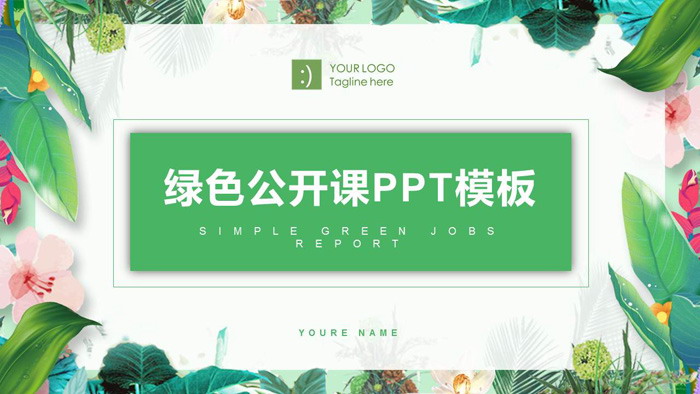 :)
YOUR LOGO
Tagline here
绿色公开课PPT模板
SIMPLE GREEN JOBS
REPORT
YOURE NAME